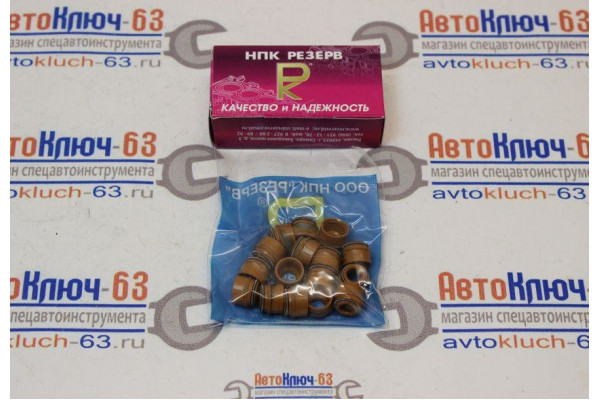 АвтоКлюч-63
магазин спецавтоинструмента
avtokluch-63.ru
АвтоКлюч-63
магазин спецавтоинструмента
avtokluch-63.ru
НПК РЕЗЕРВ
PK
КАЧЕСТВО и НАДЕЖНОСТЬ
АвтоКлюч-63
спецавтоинструмента
kluch-63.ru
АвтоКлюч-63
магазин спецавтоинструмента
avtokluch-63.ru
ООО НПК "РЕЗЕРВ"
АвтоКлюч-63
магазин спецавтоинструмента
avtokluch-63.ru
АвтоКлюч-63
магазин спецавтоинструмента
avtokluch-63.ru
АвтоКлюч-63
магазин спецавтоинструмента